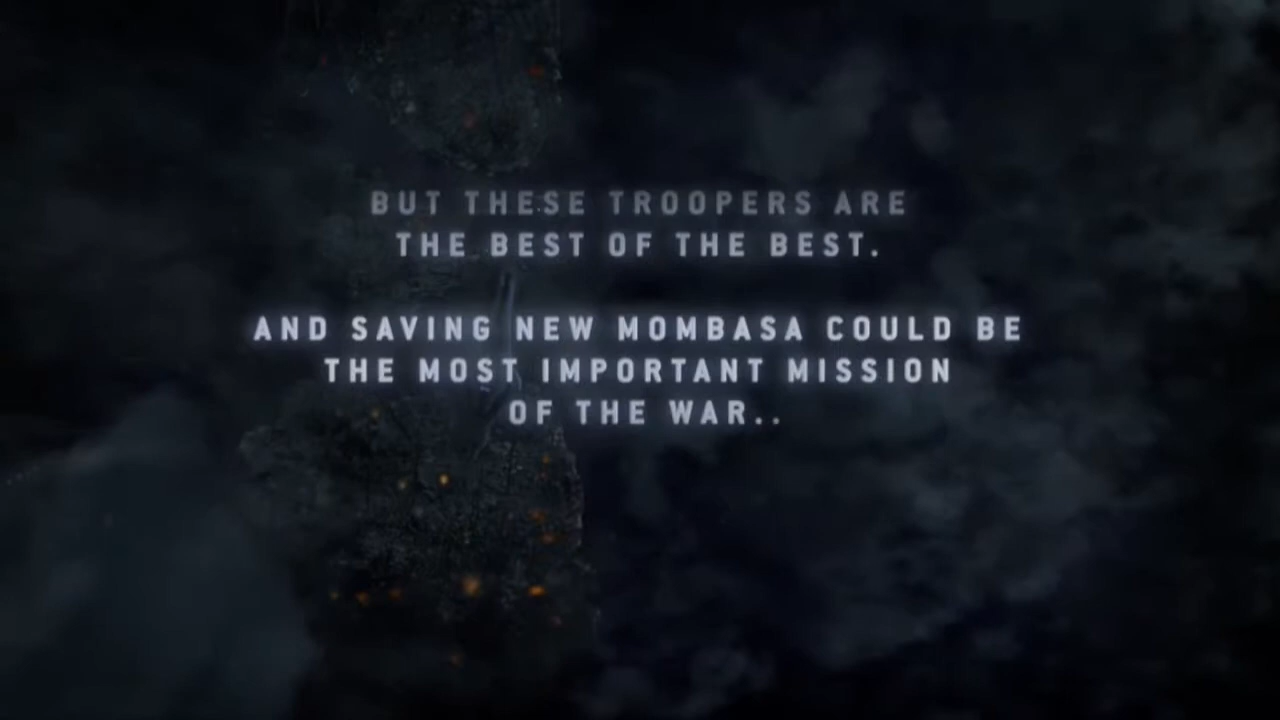 BUT THESE TROOPERS ARE
THE BEST OF THE BEST.
AND SAVING NEW MOMBASA COULD BE
THE MOST IMPORTANT MISSION
OF THE WAR..